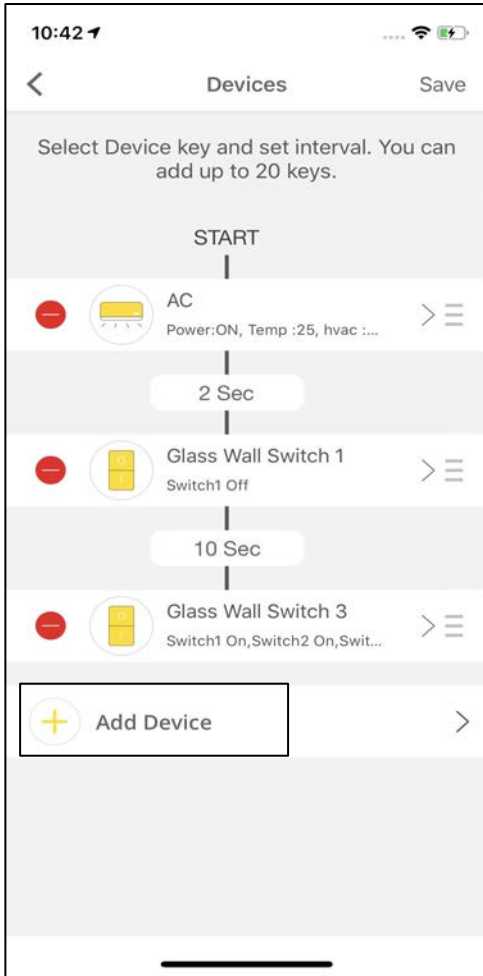 10:42
Devices
Save
Select Device key and set interval. You can
add up to 20 keys.
START
AC
Power:ON, Temp :25, hvac :...
2 Sec
Glass Wall Switch 1
Switch1 Off
10 Sec
Glass Wall Switch 3
Switch1 On,Switch2 On,Swit...
Add Device